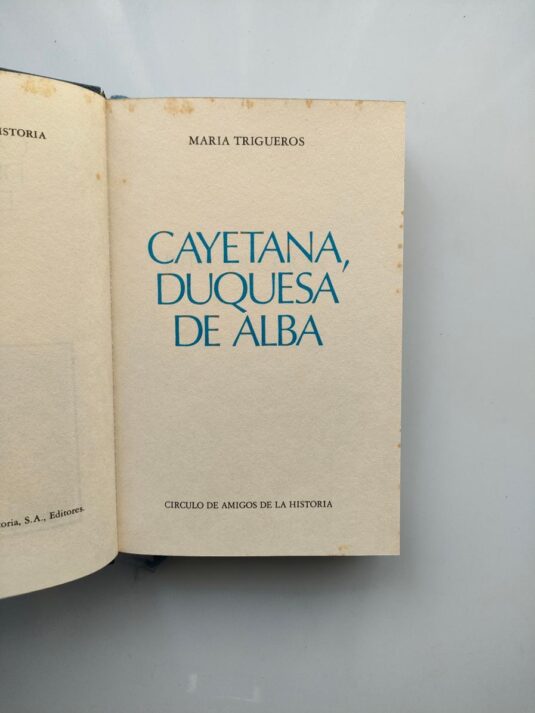 ISTORIA
oria, S.A., Editores.
MARIA TRIGUEROS
CAYETANA,
DUQUESA
DE ALBA
CIRCULO DE AMIGOS DE LA HISTORIA